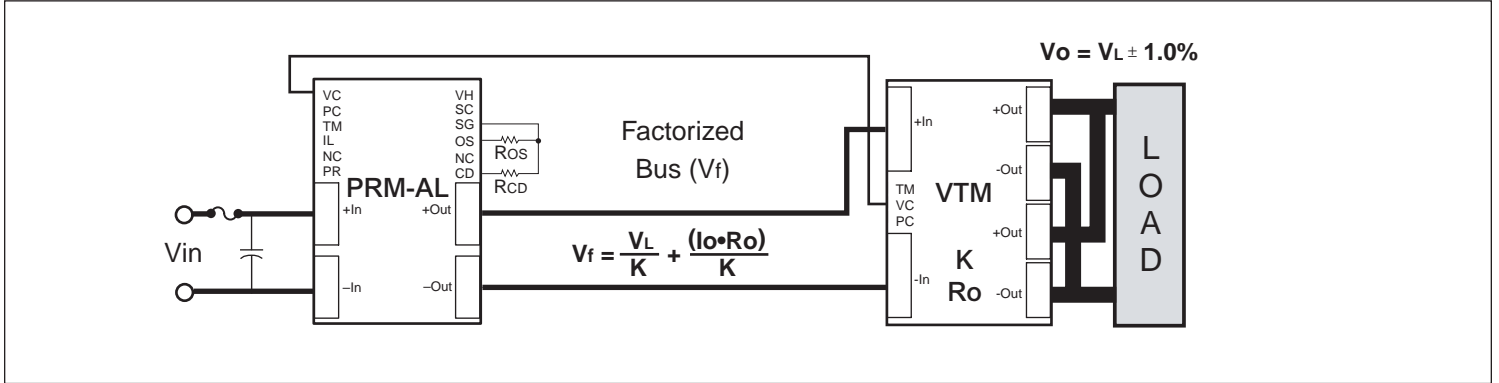 Vo = VL ± 1.0%
VC
PC
TM
IL
NC
PR
VH
SC
SG
OS
NC
CD
ROS
RCD
PRM-AL
+In
–In
+Out
–Out
Vin
Factorized
Bus (Vf)
Vf = VL/K + (Io•Ro)/K
+In
TM
VC
PC
-In
VTM
K
Ro
+Out
-Out
+Out
-Out
LOAD